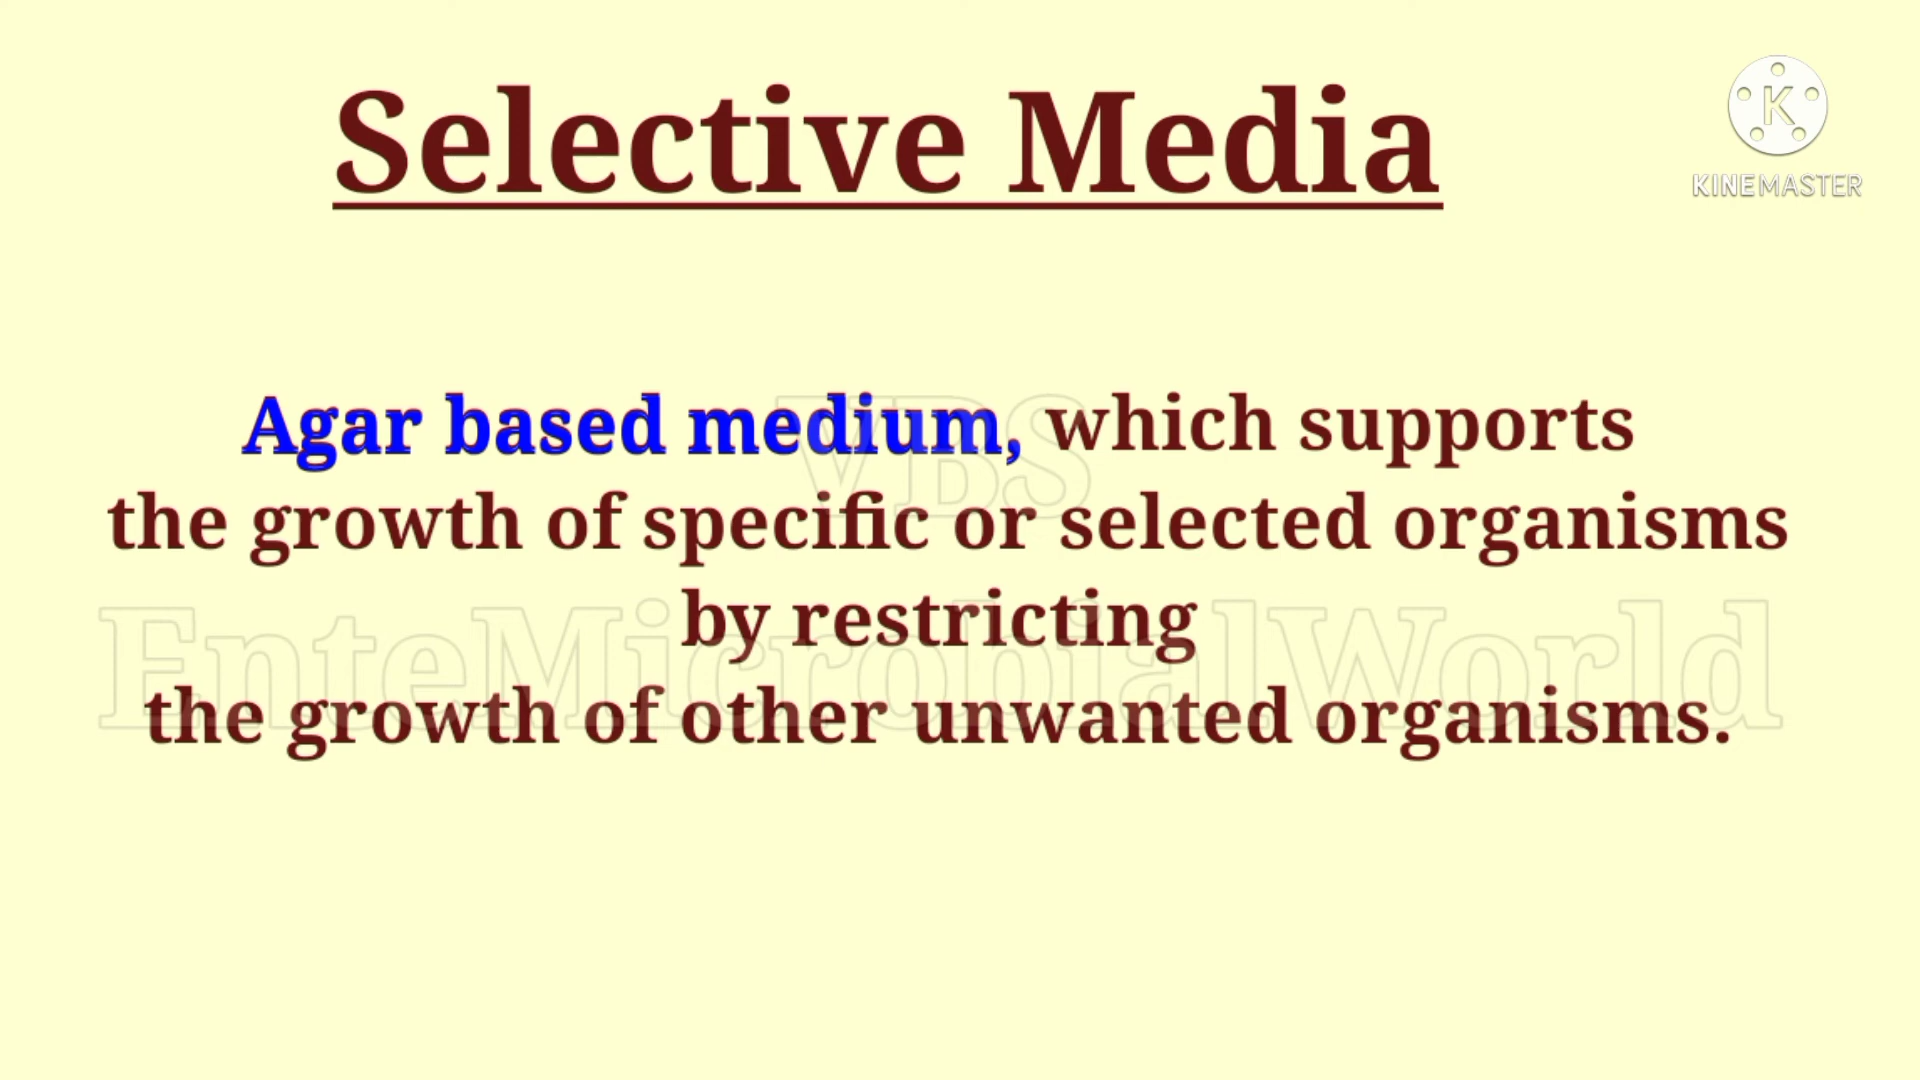 Selective Media
K
KINEMASTER
Agar based medium, which supports
the growth of specific or selected organisms
by restricting
the growth of other unwanted organisms.
VBS
EnteMicrobialWorld